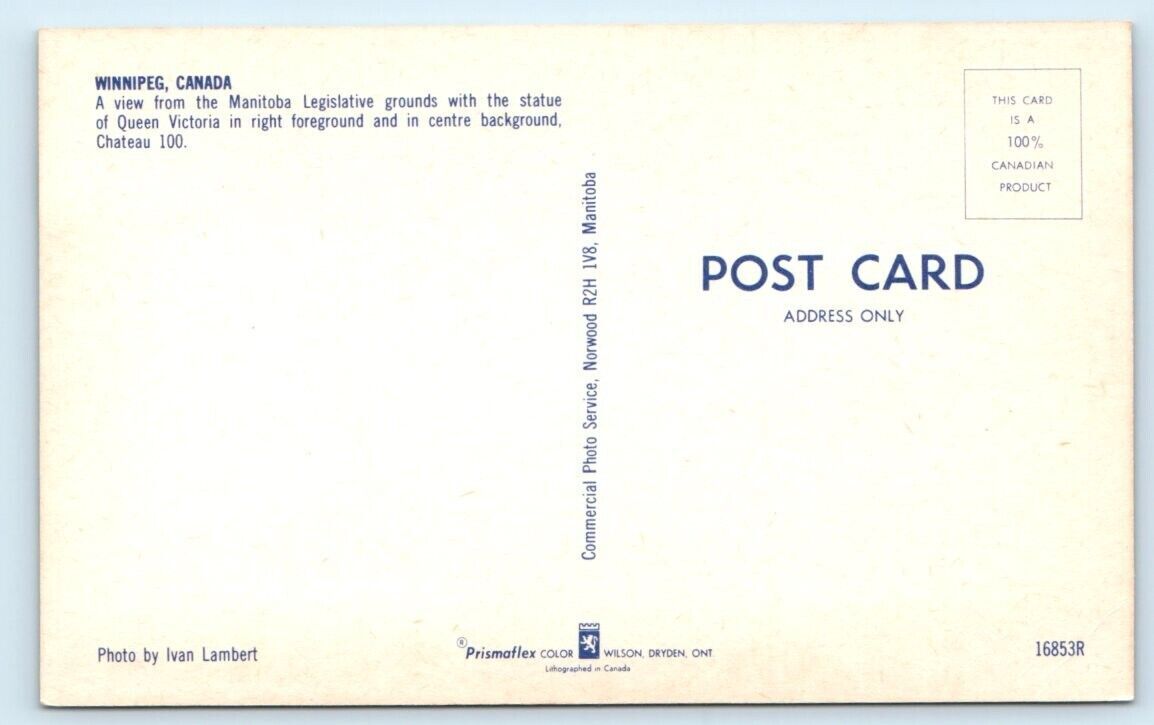 WINNIPEG, CANADA
A view from the Manitoba Legislative grounds with the statue
of Queen Victoria in right foreground and in centre background,
Chateau 100.
THIS CARD
IS A
100%
CANADIAN
PRODUCT
Commercial Photo Service, Norwood R2H 1V8, Manitoba
POST CARD
ADDRESS ONLY
Photo by Ivan Lambert
® Prismaflex COLOR WILSON, DRYDEN, ONT.
Lithographed in Canada
16853R